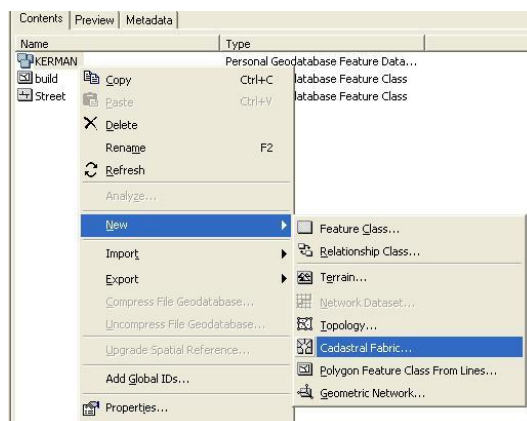 Contents Preview Metadata
Name Type
KERMAN Personal Geodatabase Feature Data...
build latabase Feature Class
Street latabase Feature Class
Copy Ctrl+C
Paste Ctrl+V
Delete
Rename F2
Refresh
Analyze...
New
Import
Export
Compress File Geodatabase...
Uncompress File Geodatabase...
Upgrade Spatial Reference...
Add Global IDs...
Properties...
Feature Class...
Relationship Class...
Terrain...
Network Dataset...
Topology...
Cadastral Fabric...
Polygon Feature Class From Lines...
Geometric Network...